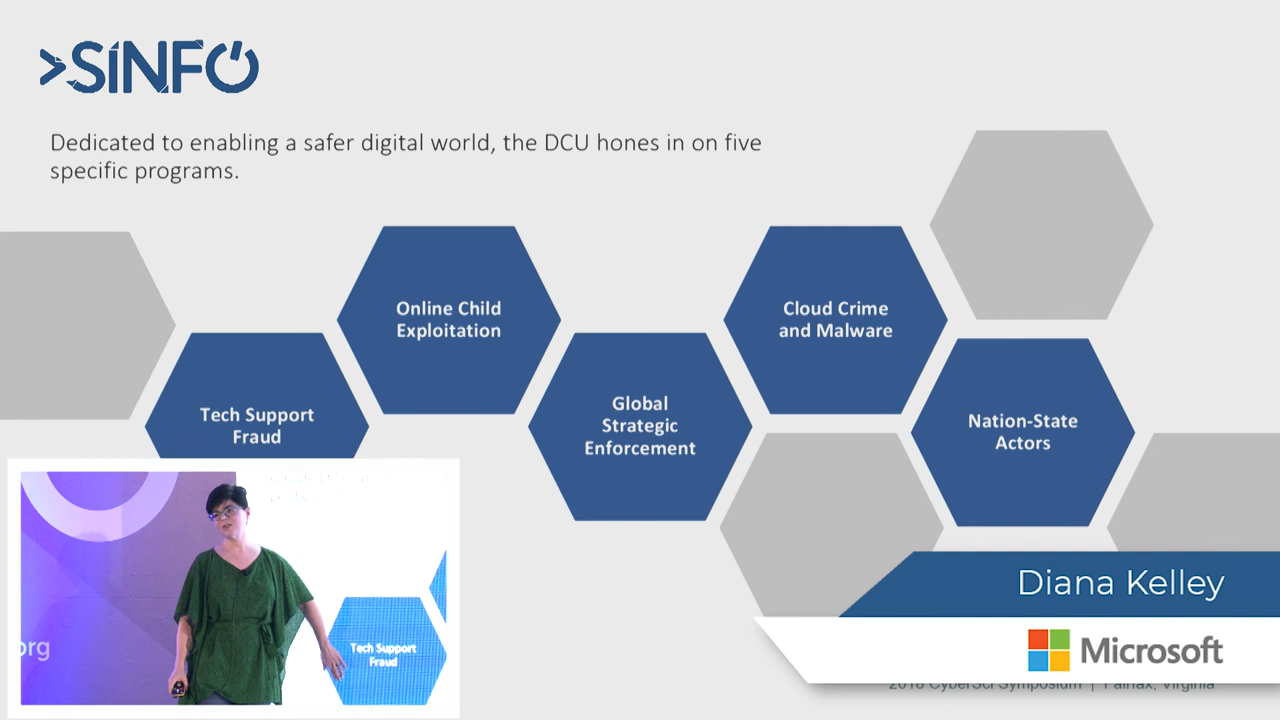 >SINFO
Dedicated to enabling a safer digital world, the DCU hones in on five
specific programs.
Online Child
Exploitation
Cloud Crime
and Malware
Tech Support
Fraud
Global
Strategic
Enforcement
Nation-State
Actors
org
Tech Support
Fraud
Diana Kelley
Microsoft
2018 CyberSci Symposium | Fairfax, Virginia